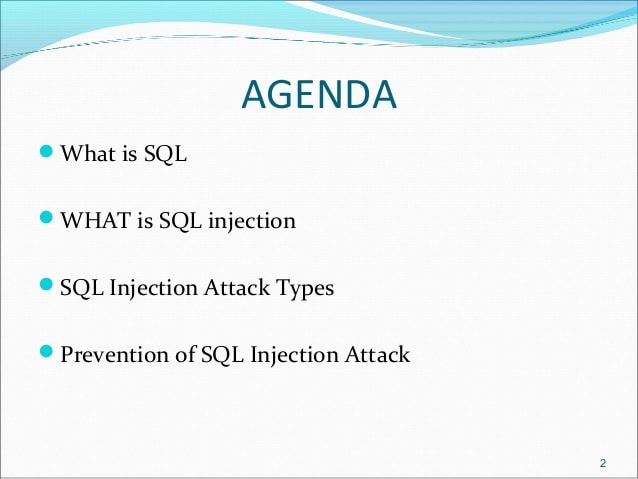 AGENDA
What is SQL
WHAT is SQL injection
SQL Injection Attack Types
Prevention of SQL Injection Attack
2